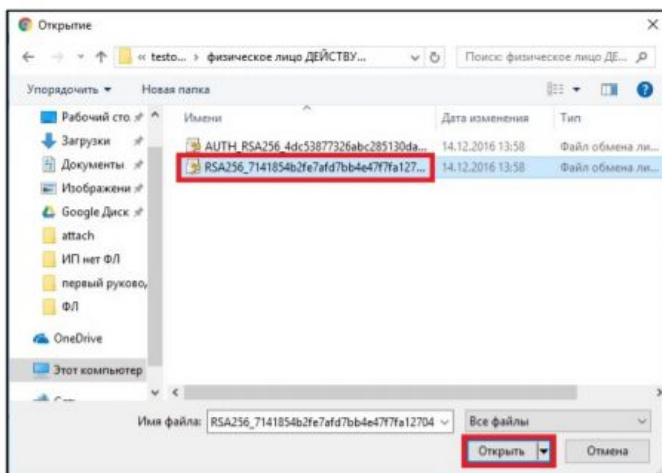 Открытие
« testo... › физическое лицо ДЕЙСТВУ...
Поиск: физическое лицо ДЕ...
Упорядочить
Новая папка
Рабочий сто
Имени
Дата изменения
Тип
Загрузки
AUTH_RSA256_4dc53877326abc285130da...
14.12.2016 13:58
Файл обмена ли...
Документы
RSA256_7141854b2fe7afd7bb4e47f7fa127...
14.12.2016 13:58
Файл обмена ли...
Изображени
Google Диск
attach
ИП нет ФЛ
первый руково,
ФЛ
OneDrive
Этот компьютер
Имя файла:
RSA256_7141854b2fe7afd7bb4e47f7fa12704
Все файлы
Открыть
Отмена